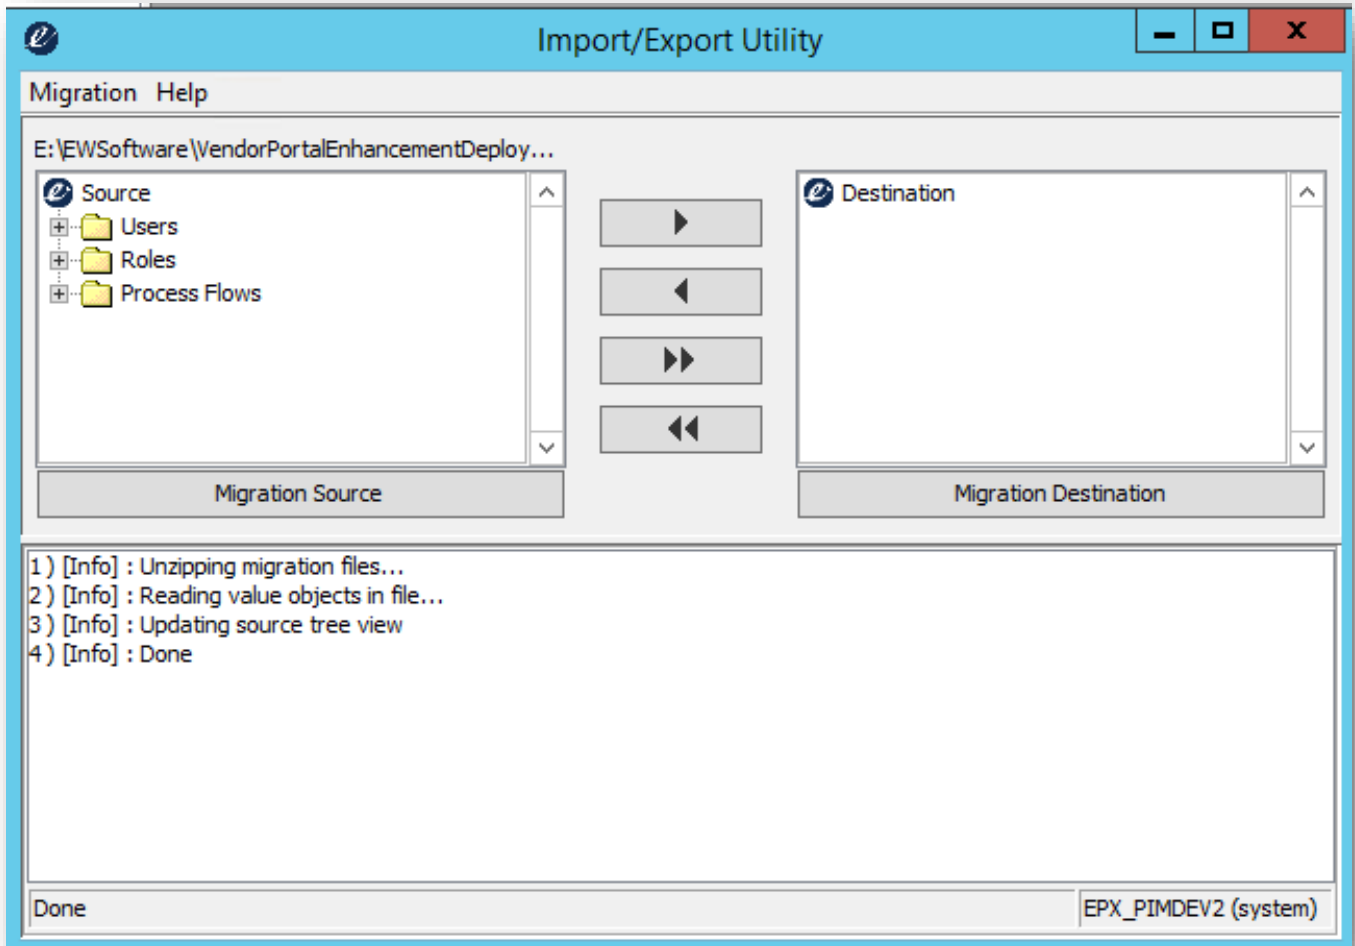 Import/Export Utility
Migration Help
E:\EWSoftware\VendorPortalEnhancementDeploy...
Source
Users
Roles
Process Flows
Destination
Migration Source
Migration Destination
1) [Info] : Unzipping migration files...
2) [Info] : Reading value objects in file...
3) [Info] : Updating source tree view
4) [Info] : Done
Done
EPX_PIMDEV2 (system)